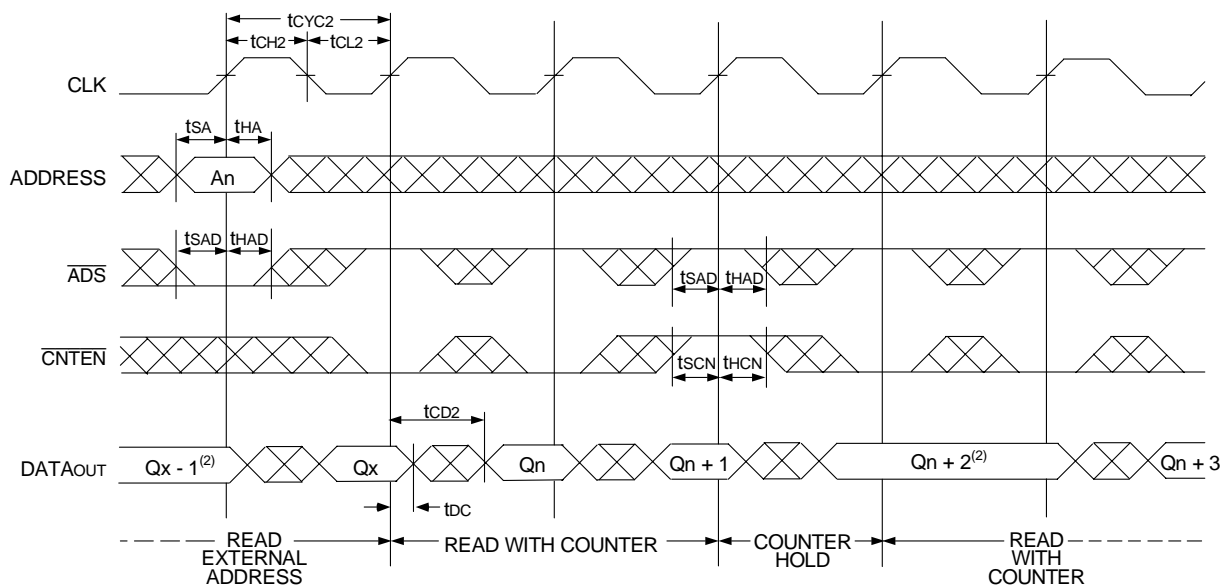 tCYC2
tCH2
tCL2
CLK
tSA
tHA
ADDRESS
An
tSAD
tHAD
ADS
tSAD
tHAD
CNTEN
tSCN
tHCN
tCD2
DATAOUT
Qx - 1(2)
Qx
Qn
Qn + 1
Qn + 2(2)
Qn + 3
tDC
READ
EXTERNAL
ADDRESS
READ WITH COUNTER
COUNTER
HOLD
READ
WITH
COUNTER